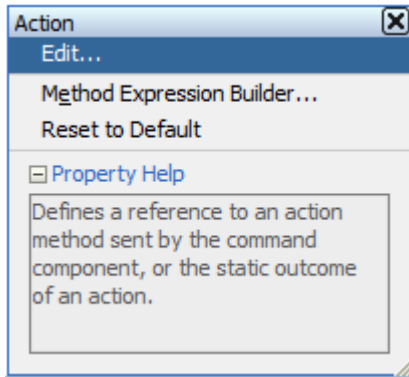 Action
Edit...
Method Expression Builder...
Reset to Default
Property Help
Defines a reference to an action
method sent by the command
component, or the static outcome
of an action.